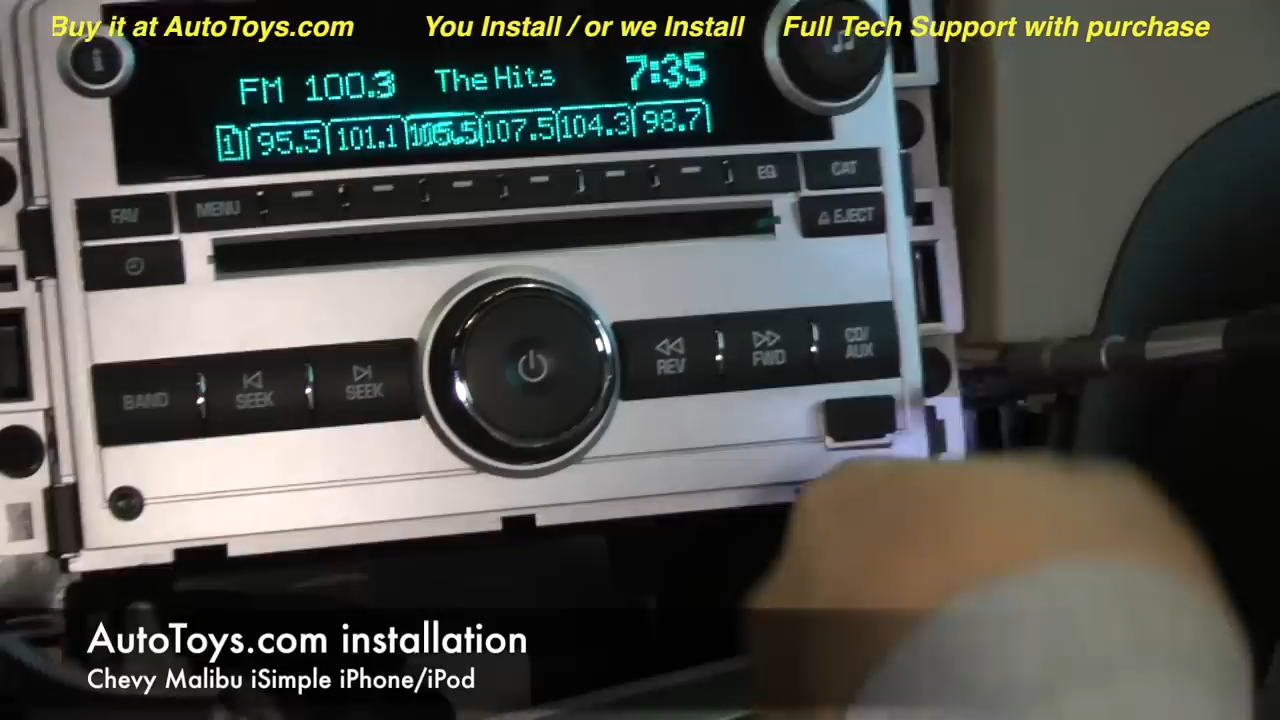 Buy it at AutoToys.com You Install / or we Install Full Tech Support with purchase
FM 100.3 The Hits 7:35
1 95.5 101.1 107.5 104.3 98.7
FAV MENU EQ CAT
EJECT
BAND SEEK SEEK REV FWD CD/
AUX
AutoToys.com installation
Chevy Malibu iSimple iPhone/iPod